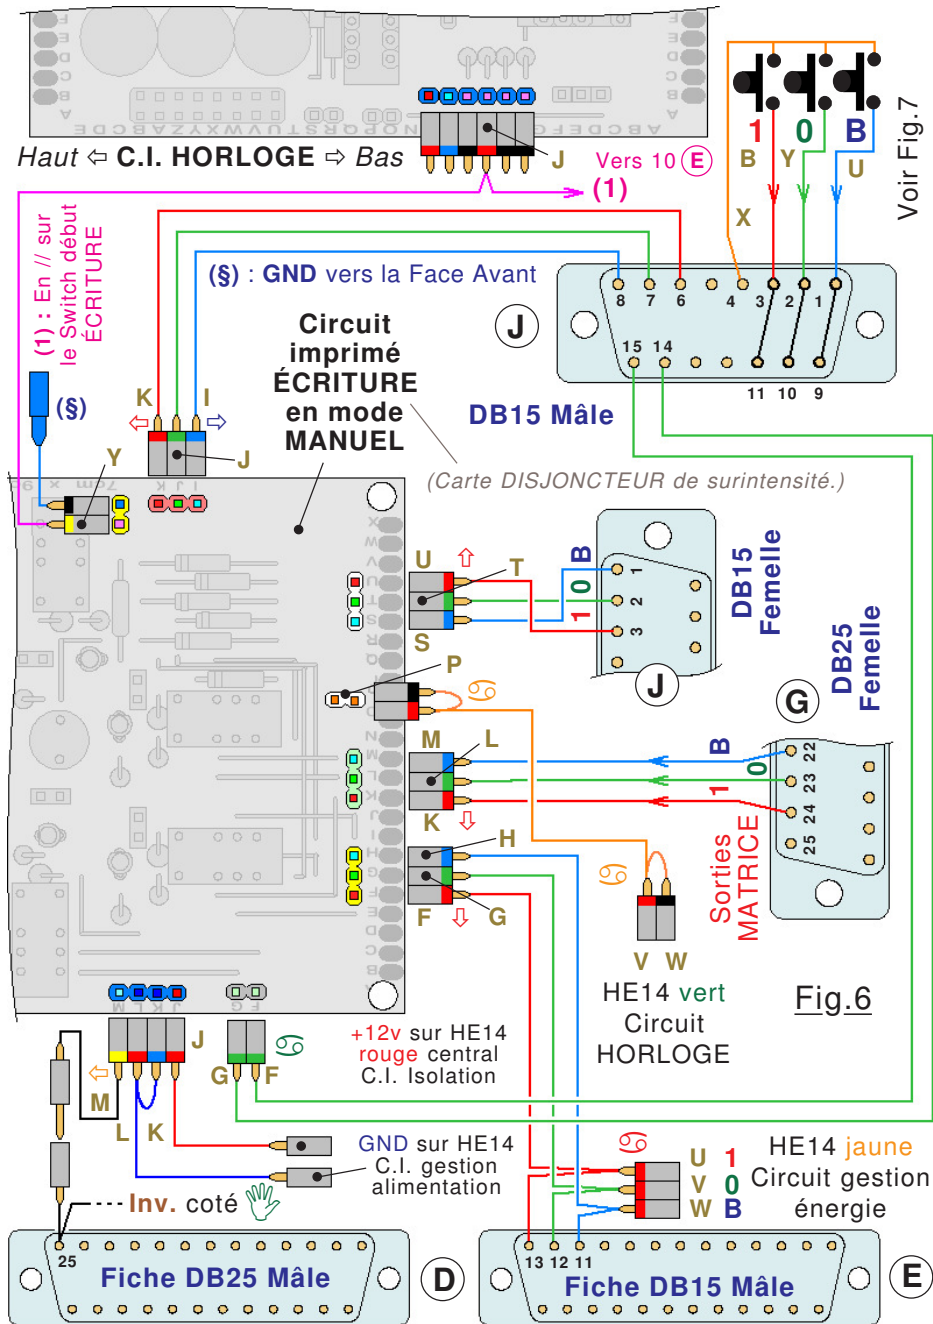 F
E
D
C
B
A
F
E
D
C
B
A
ZABCDE
ABCDEF
Haut ⇦ C.I. HORLOGE ⇨ Bas
J
Vers 10 E
(1)
1 0 B
B Y U
X
Voir Fig.7
(1) : En // sur
le Switch début
ÉCRITURE
(§) : GND vers la Face Avant
8 7 6 4 3 2 1
15 14 11 10 9
J
DB15 Mâle
Circuit
imprimé
ÉCRITURE
en mode
MANUEL
(Carte DISJONCTEUR de surintensité.)
(§)
K I
J
Y
K J I
X
W
V
U
T
S
R
Q
N
M
L
K
J
I
H
G
F
E
D
C
B
A
U
T
S
B
0
1
1
2
3
J
DB15
Femelle
P
♋
M L
K
B
0
1
22
23
24
25
G
DB25
Femelle
Sorties
MATRICE
H
F G
♋
V W
HE14 vert
Circuit
HORLOGE
Fig.6
M L K J
G F
J
♋
G F
M
L K
+12v sur HE14
rouge central
C.I. Isolation
GND sur HE14
C.I. gestion
alimentation
♋
U 1
V 0
W B
HE14 jaune
Circuit gestion
énergie
Inv. coté
25
Fiche DB25 Mâle
D
13 12 11
Fiche DB15 Mâle
E